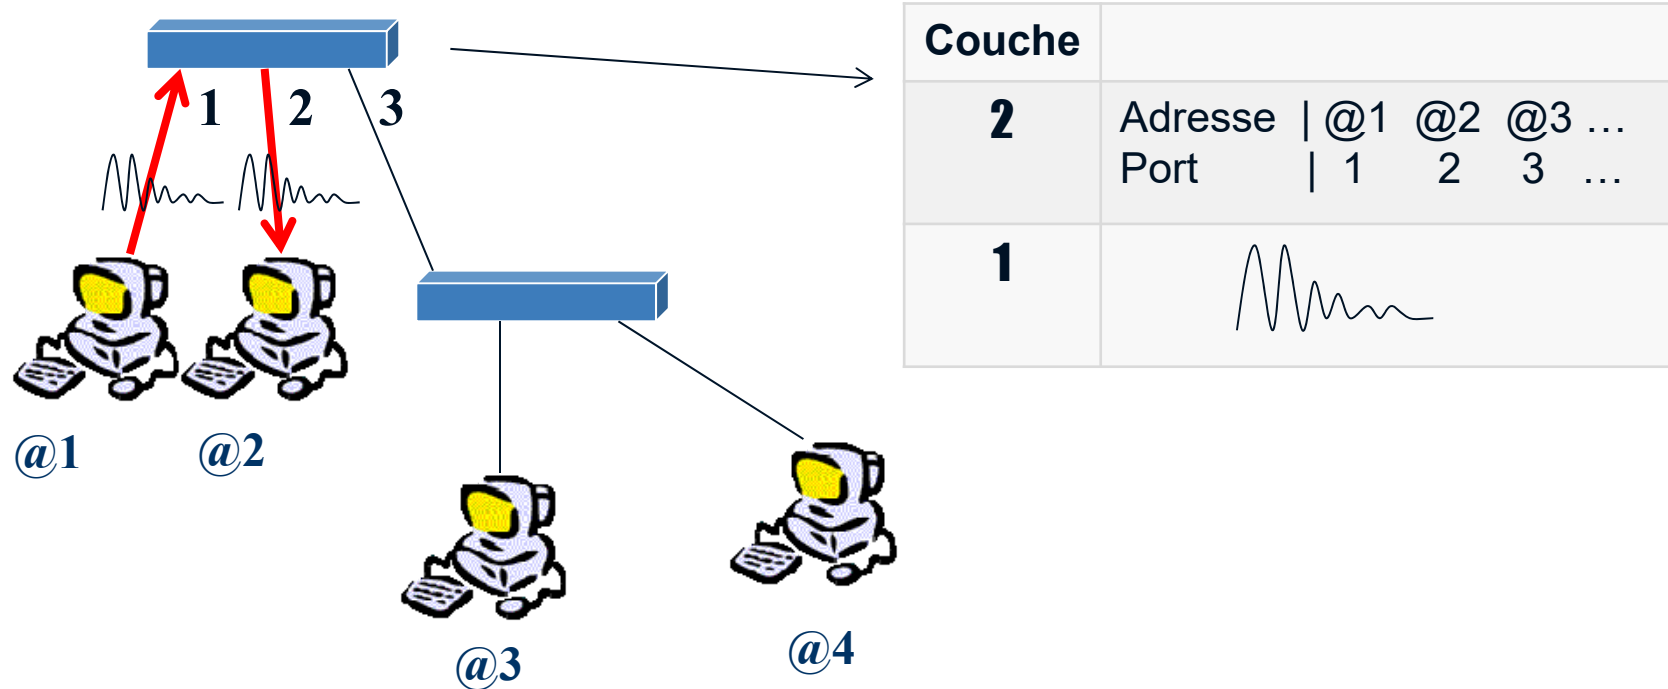 1 2 3
@1 @2
@3
@4
Couche
2
Adresse | @1 @2 @3 ...
Port | 1 2 3 ...
1